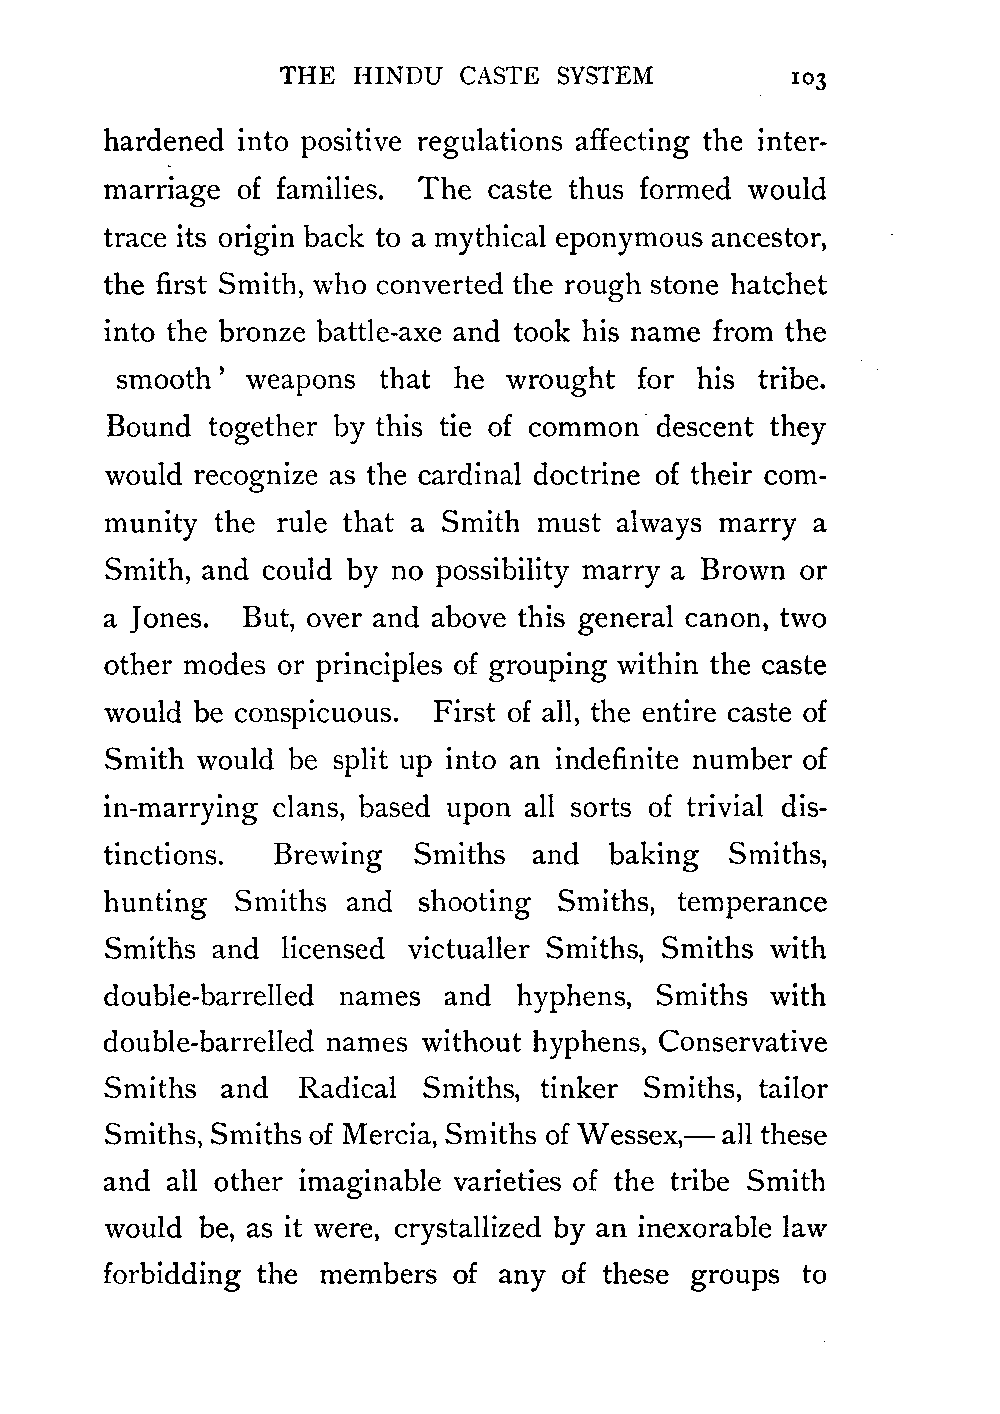 THE HINDU CASTE SYSTEM 103
hardened into positive regulations affecting the inter-
marriage of families. The caste thus formed would
trace its origin back to a mythical eponymous ancestor,
the first Smith, who converted the rough stone hatchet
into the bronze battle-axe and took his name from the
smooth ' weapons that he wrought for his tribe.
Bound together by this tie of common descent they
would recognize as the cardinal doctrine of their com-
munity the rule that a Smith must always marry a
Smith, and could by no possibility marry a Brown or
a Jones. But, over and above this general canon, two
other modes or principles of grouping within the caste
would be conspicuous. First of all, the entire caste of
Smith would be split up into an indefinite number of
in-marrying clans, based upon all sorts of trivial dis-
tinctions. Brewing Smiths and baking Smiths,
hunting Smiths and shooting Smiths, temperance
Smiths and licensed victualler Smiths, Smiths with
double-barrelled names and hyphens, Smiths with
double-barrelled names without hyphens, Conservative
Smiths and Radical Smiths, tinker Smiths, tailor
Smiths, Smiths of Mercia, Smiths of Wessex,— all these
and all other imaginable varieties of the tribe Smith
would be, as it were, crystallized by an inexorable law
forbidding the members of any of these groups to